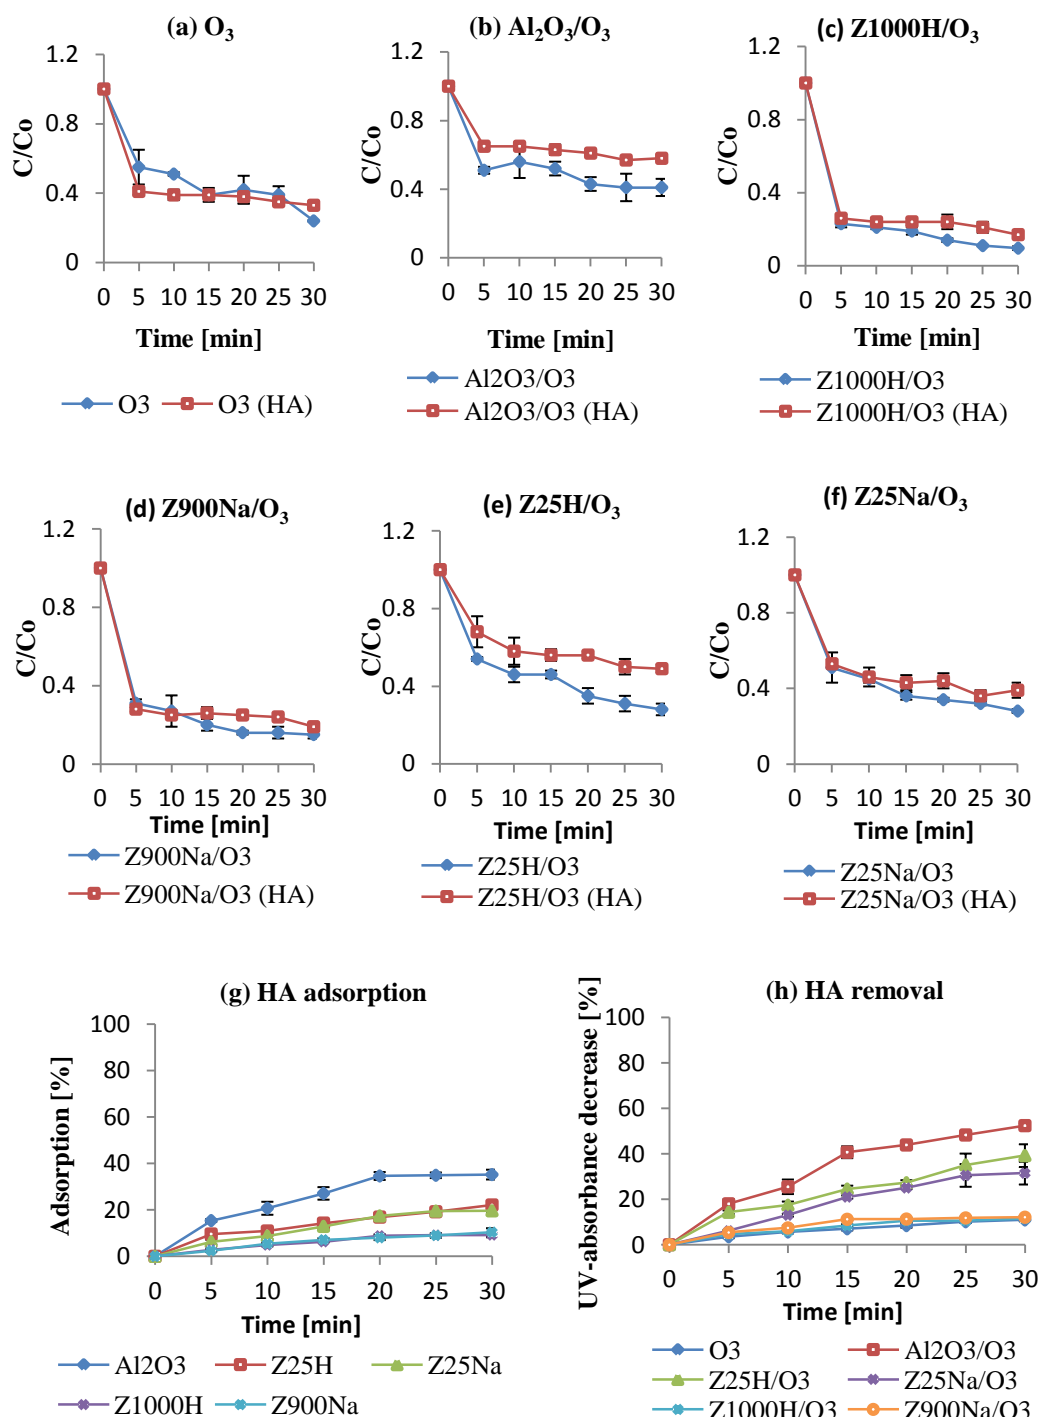 (a) O3
(b) Al2O3/O3
(c) Z1000H/O3
1.2
0.8
0.4
0
C/Co
0 5 10 15 20 25 30
Time [min]
O3
O3 (HA)
1.2
0.8
0.4
0
C/Co
0 5 10 15 20 25 30
Time [min]
Al2O3/O3
Al2O3/O3 (HA)
1.2
0.8
0.4
0
C/Co
0 5 10 15 20 25 30
Time [min]
Z1000H/O3
Z1000H/O3 (HA)
(d) Z900Na/O3
1.2
0.8
0.4
0
C/Co
0 5 10 15 20 25 30
Time [min]
Z900Na/O3
Z900Na/O3 (HA)
(e) Z25H/O3
1.2
0.8
0.4
0
C/Co
0 5 10 15 20 25 30
Time [min]
Z25H/O3
Z25H/O3 (HA)
(f) Z25Na/O3
1.2
0.8
0.4
0
C/Co
0 5 10 15 20 25 30
Time [min]
Z25Na/O3
Z25Na/O3 (HA)
(g) HA adsorption
100
80
60
40
20
0
Adsorption [%]
0 5 10 15 20 25 30
Time [min]
Al2O3 Z25H Z25Na
Z1000H Z900Na
(h) HA removal
100
80
60
40
20
0
UV-absorbance decrease [%]
0 5 10 15 20 25 30
Time [min]
O3 Al2O3/O3
Z25H/O3 Z25Na/O3
Z1000H/O3 Z900Na/O3